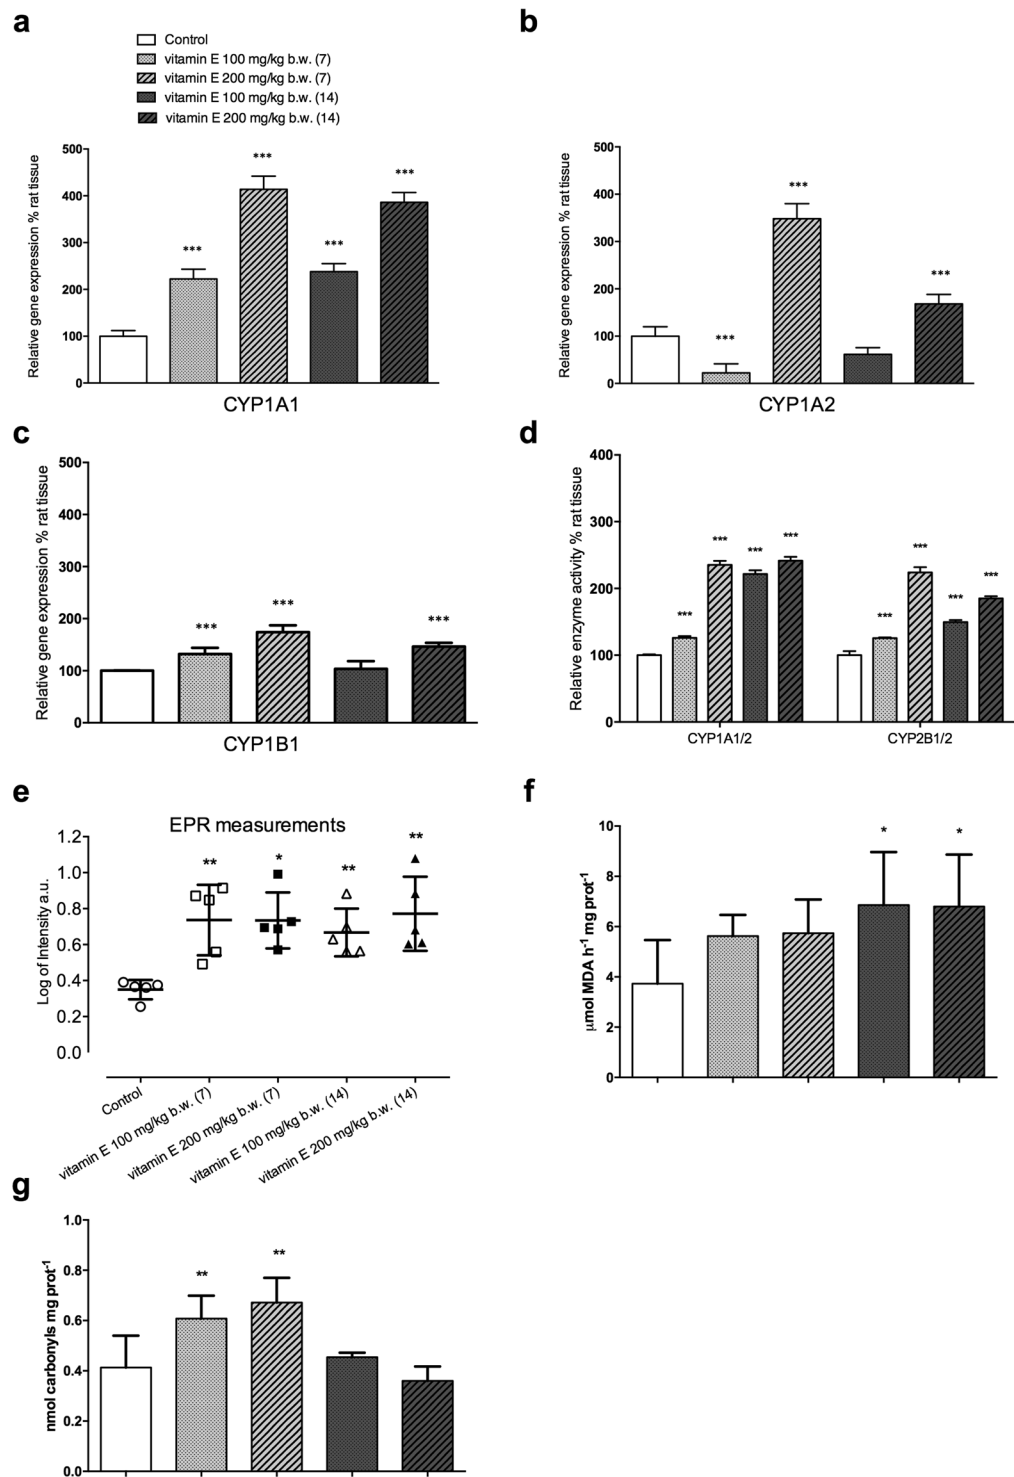 a
Control
vitamin E 100 mg/kg b.w. (7)
vitamin E 200 mg/kg b.w. (7)
vitamin E 100 mg/kg b.w. (14)
vitamin E 200 mg/kg b.w. (14)
Relative gene expression % rat tissue
500
400
300
200
100
0
***
***
***
***
CYP1A1
b
Relative gene expression % rat tissue
500
400
300
200
100
0
***
***
***
CYP1A2
c
Relative gene expression % rat tissue
500
400
300
200
100
0
***
***
***
CYP1B1
d
Relative enzyme activity % rat tissue
400
300
200
100
0
***
***
***
***
***
***
***
***
CYP1A1/2
CYP2B1/2
e
EPR measurements
Log of Intensity a.u.
1.2
1.0
0.8
0.6
0.4
0.2
0.0
**
*
**
**
Control
vitamin E 100 mg/kg b.w. (7)
vitamin E 200 mg/kg b.w. (7)
vitamin E 100 mg/kg b.w. (14)
vitamin E 200 mg/kg b.w. (14)
f
μmol MDA h⁻¹ mg prot⁻¹
10
8
6
4
2
0
*
*
g
nmol carbonyls mg prot⁻¹
1.0
0.8
0.6
0.4
0.2
0.0
**
**